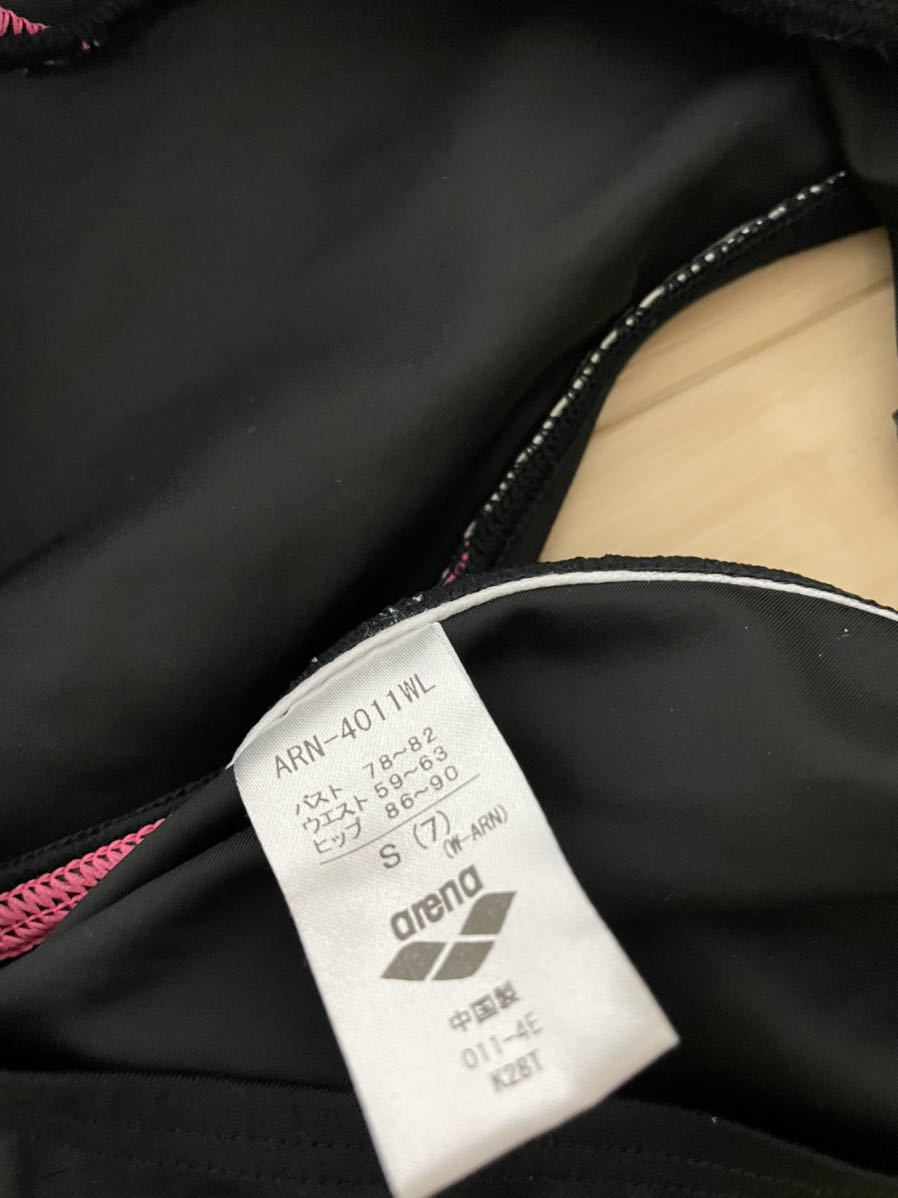 ARN-4011WL
バスト 78~82
ウエスト 59~63
ヒップ 86~90
S (7)
(W-ARN)
arena
中国製
011-4E
K28T